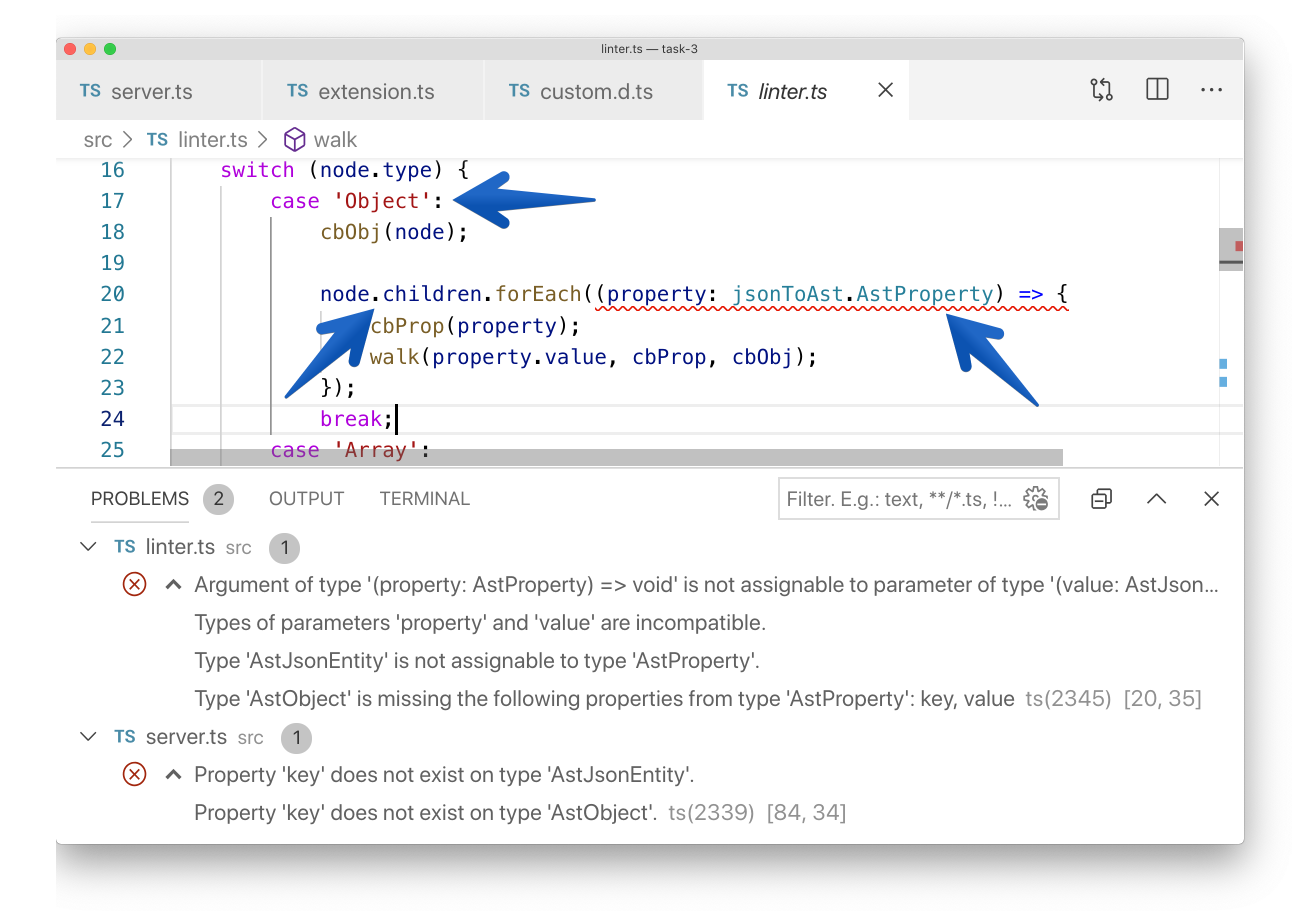 linter.ts — task-3
TS server.ts TS extension.ts TS custom.d.ts TS linter.ts
src > TS linter.ts > walk
16 switch (node.type) {
17 case 'Object':
18 cbObj(node);
19
20 node.children.forEach((property: jsonToAst.AstProperty) => {
21 cbProp(property);
22 walk(property.value, cbProp, cbObj);
23 });
24 break;
25 case 'Array':
PROBLEMS 2 OUTPUT TERMINAL Filter. E.g.: text, **/*.ts, !...
TS linter.ts src 1
Argument of type '(property: AstProperty) => void' is not assignable to parameter of type '(value: AstJson...
Types of parameters 'property' and 'value' are incompatible.
Type 'AstJsonEntity' is not assignable to type 'AstProperty'.
Type 'AstObject' is missing the following properties from type 'AstProperty': key, value ts(2345) [20, 35]
TS server.ts src 1
Property 'key' does not exist on type 'AstJsonEntity'.
Property 'key' does not exist on type 'AstObject'. ts(2339) [84, 34]